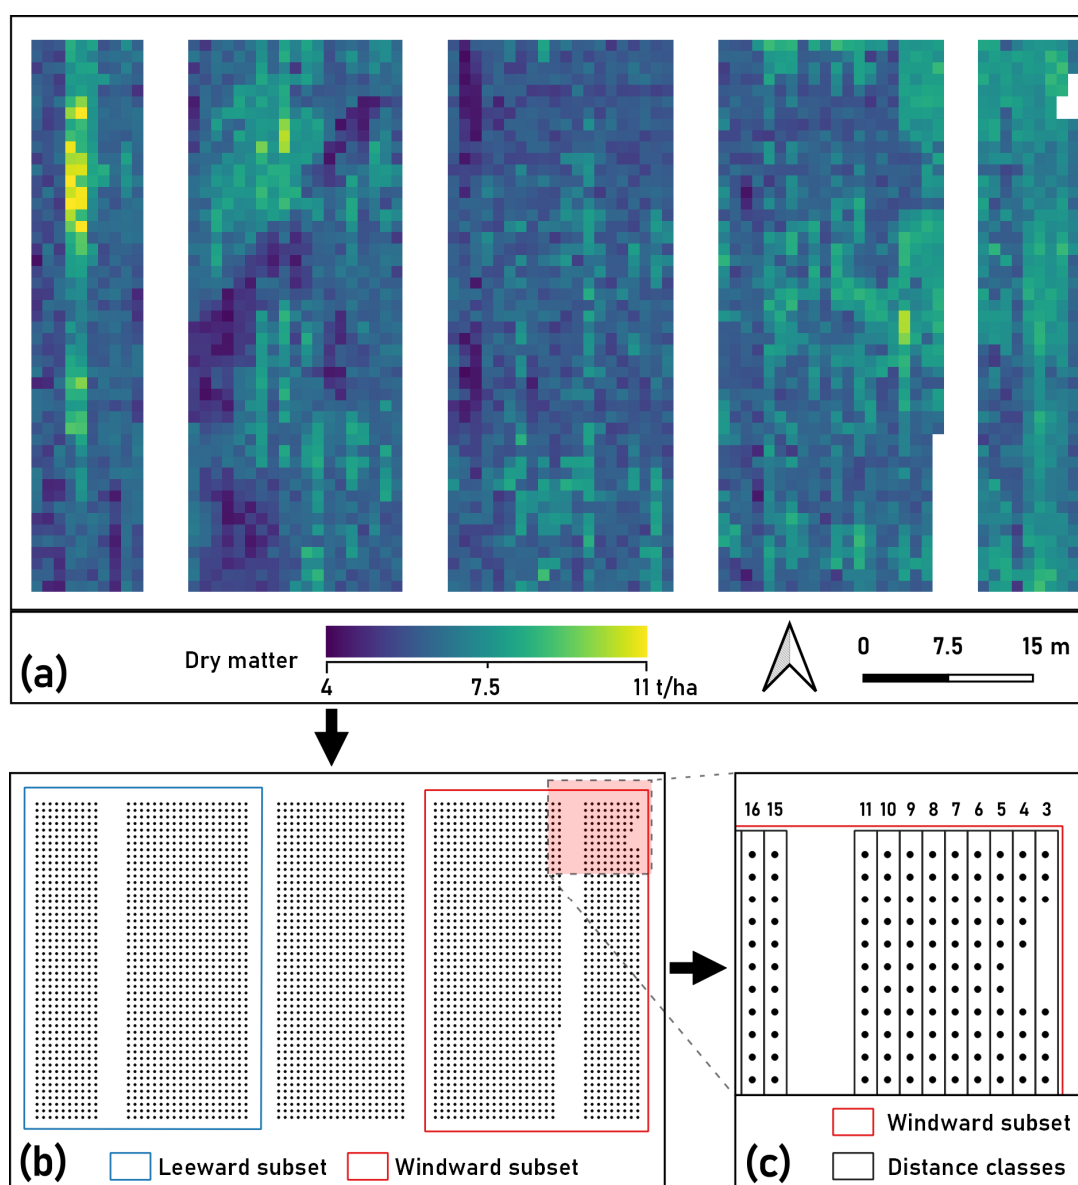 (a)
Dry matter
4 7.5 11 t/ha
0 7.5 15 m
16 15 11 10 9 8 7 6 5 4 3
(b)
Leeward subset Windward subset
(c)
Windward subset
Distance classes